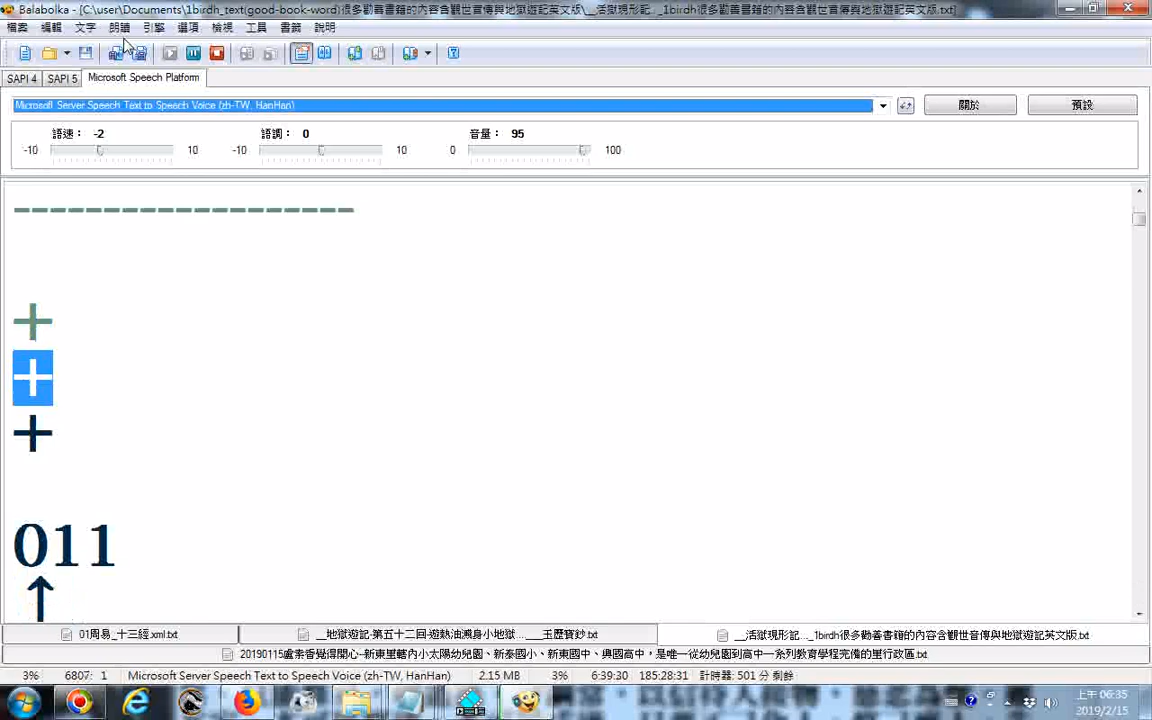 Balabolka - [C:\user\Documents\1birdh_text(good-book-word)很多勸善書籍的內容含觀世音傳與地獄遊記英文版\__活獄現形記..._1birdh很多勸善書籍的內容含觀世音傳與地獄遊記英文版.txt]
檔案 編輯 文字 朗讀 引擎 選項 檢視 工具 書籤 說明
SAPI 4 SAPI 5 Microsoft Speech Platform
Microsoft Server Speech Text to Speech Voice (zh-TW, HanHan) 關於 預設
語速： -2 語調： 0 音量： 95
-10 10 -10 10 0 100
-------------------
+
+
+
011
↑
01周易_十三經.xml.txt __地獄遊記-第五十二回-遊熱油濺身小地獄...___玉歷寶鈔.txt __活獄現形記..._1birdh很多勸善書籍的內容含觀世音傳與地獄遊記英文版.txt
20190115盧素香覺得開心-新東里轄內小太陽幼兒園、新泰國小、新東國中、興國高中，是唯一從幼兒園到高中一系列教育學程完備的里行政區.txt
3% 6807: 1 Microsoft Server Speech Text to Speech Voice (zh-TW, HanHan) 2.15 MB 3% 6:39:30 185:28:31 計時器: 501 分 剩餘
上午 06:35
2019/2/15